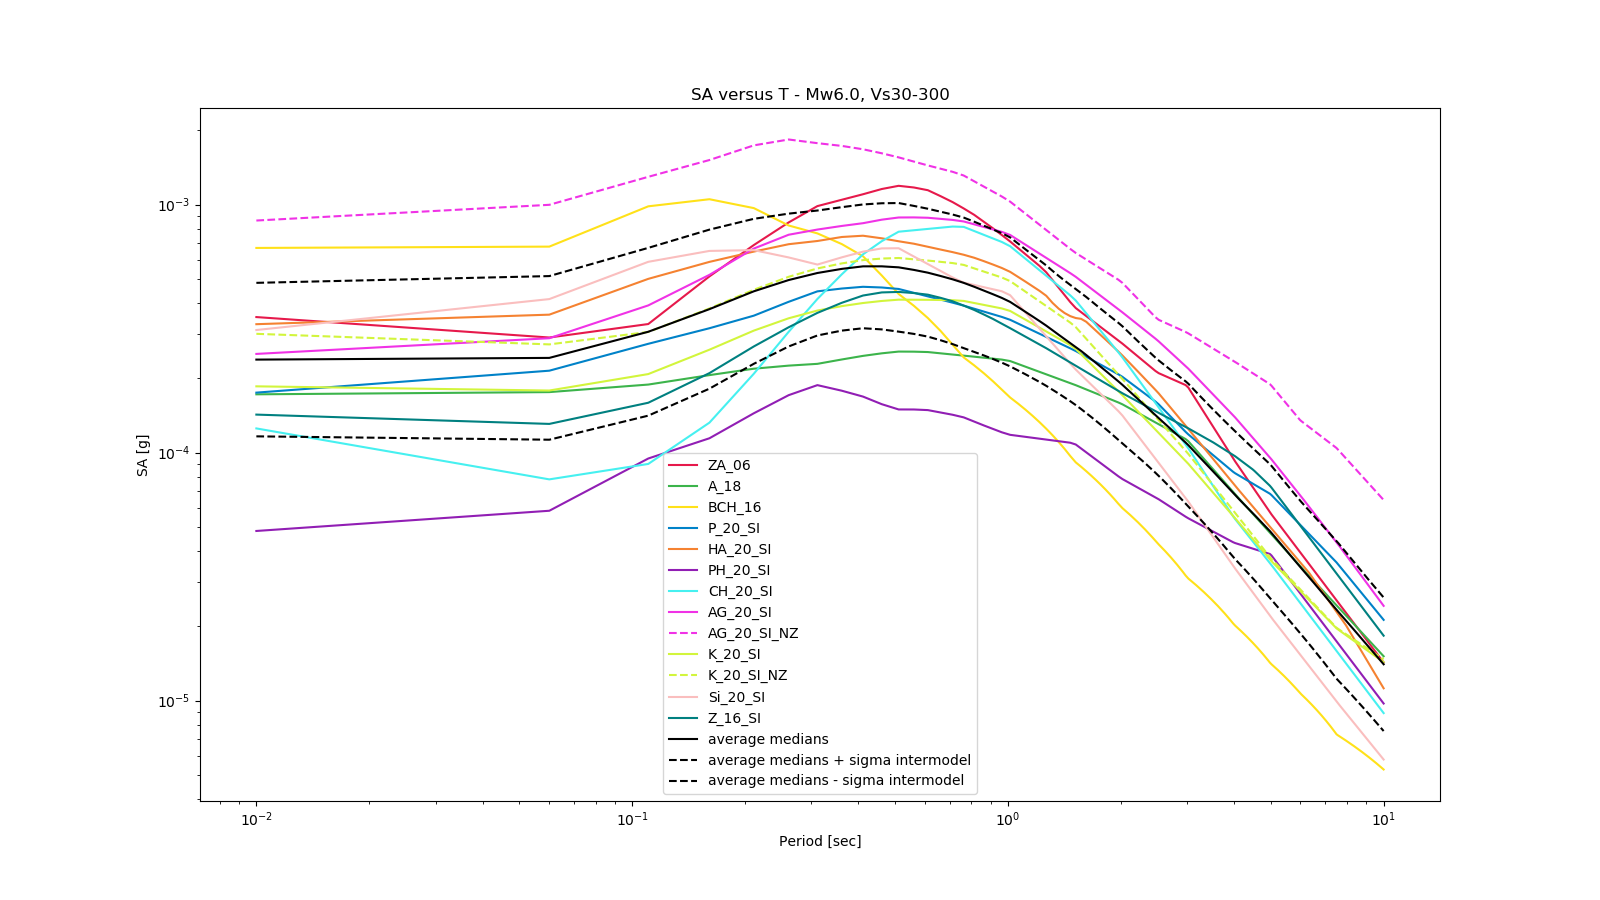 SA versus T - Mw6.0, Vs30-300
10⁻³
10⁻⁴
10⁻⁵
SA [g]
ZA_06
A_18
BCH_16
P_20_SI
HA_20_SI
PH_20_SI
CH_20_SI
AG_20_SI
AG_20_SI_NZ
K_20_SI
K_20_SI_NZ
Si_20_SI
Z_16_SI
average medians
average medians + sigma intermodel
average medians - sigma intermodel
10⁻² 10⁻¹ 10⁰ 10¹
Period [sec]